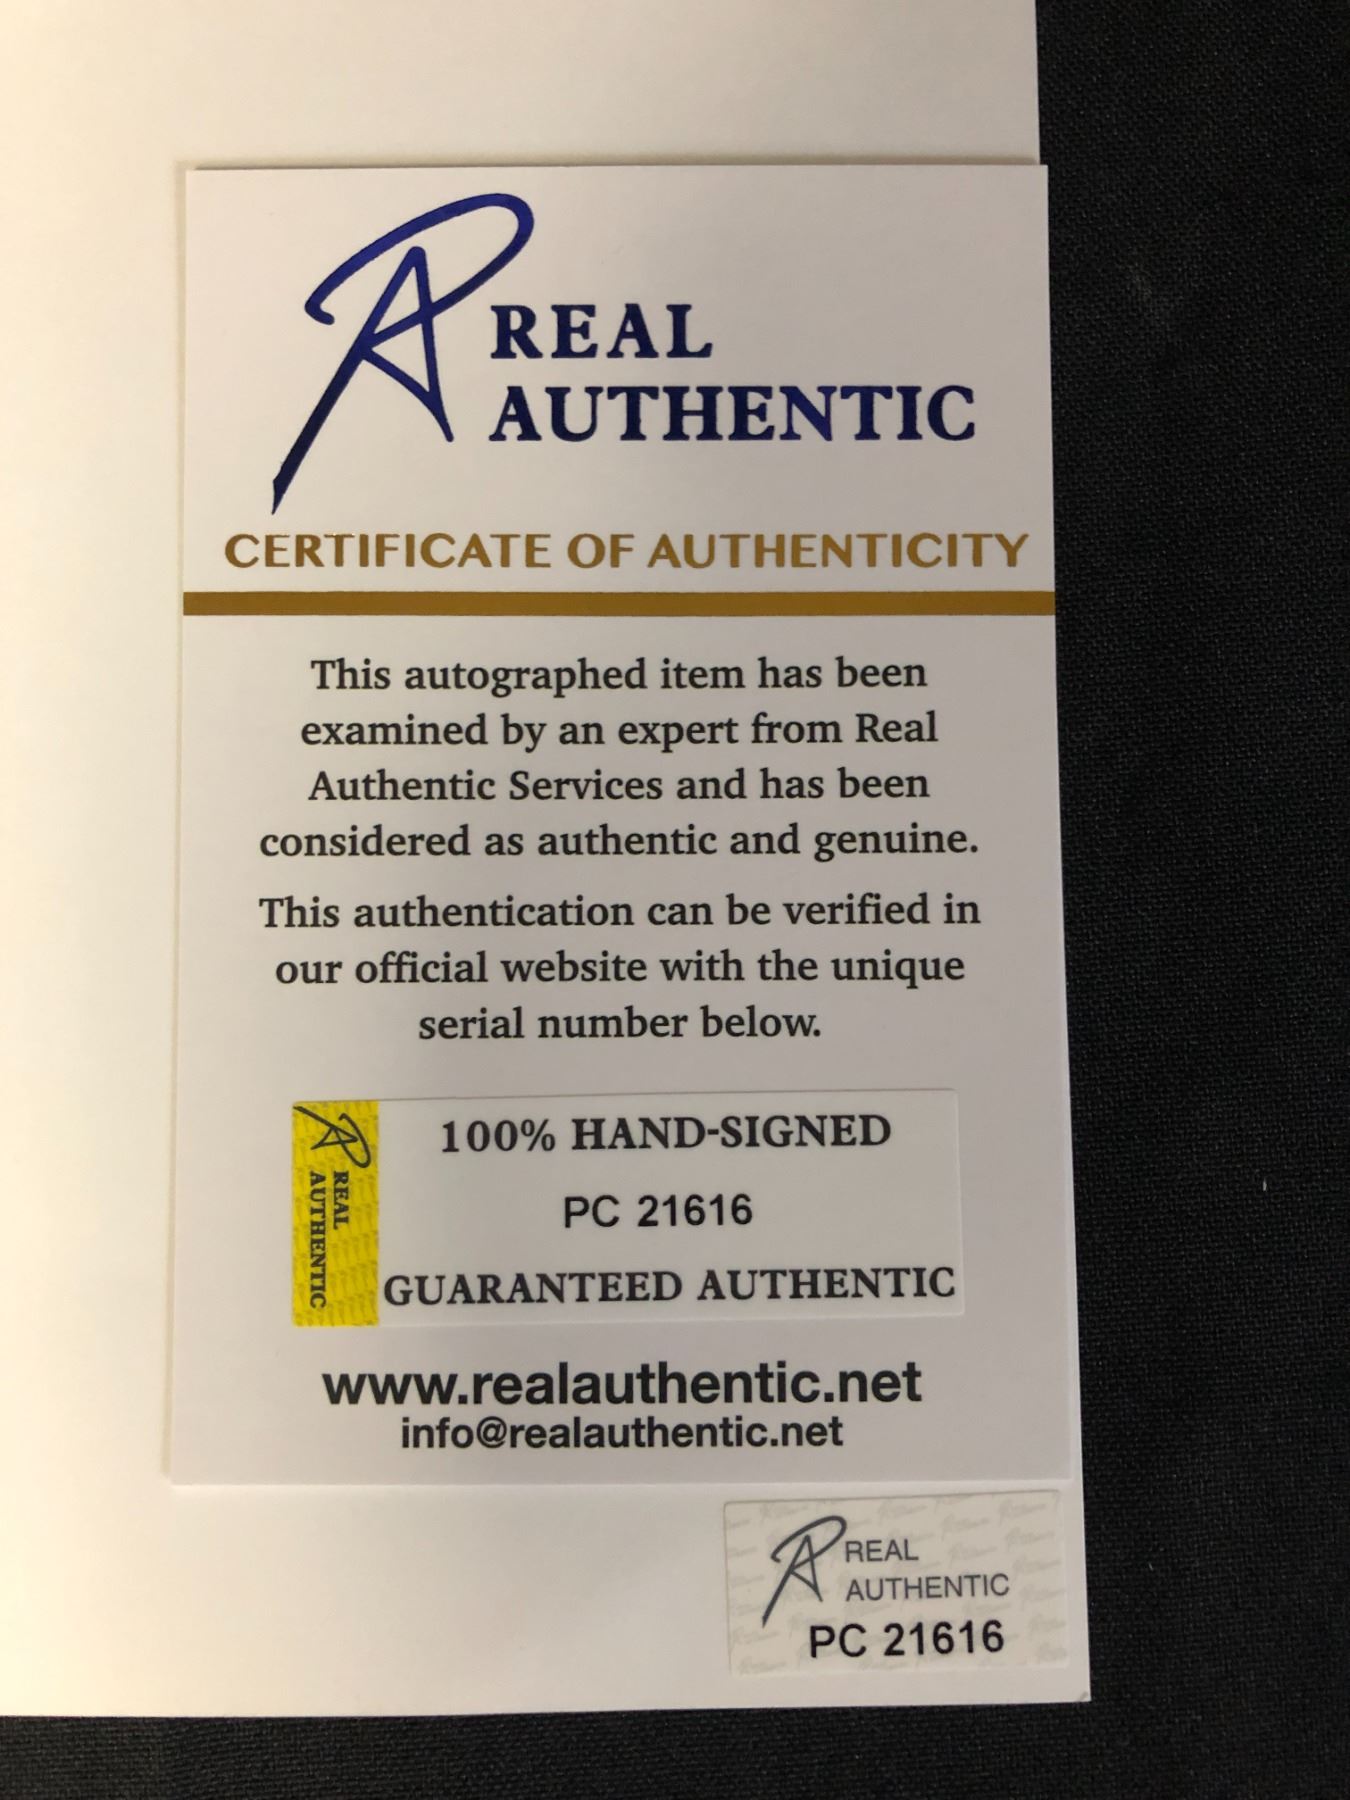 REAL
AUTHENTIC
CERTIFICATE OF AUTHENTICITY
This autographed item has been
examined by an expert from Real
Authentic Services and has been
considered as authentic and genuine.
This authentication can be verified in
our official website with the unique
serial number below.
REAL
AUTHENTIC
100% HAND-SIGNED
PC 21616
GUARANTEED AUTHENTIC
www.realauthentic.net
info@realauthentic.net
REAL
AUTHENTIC
PC 21616